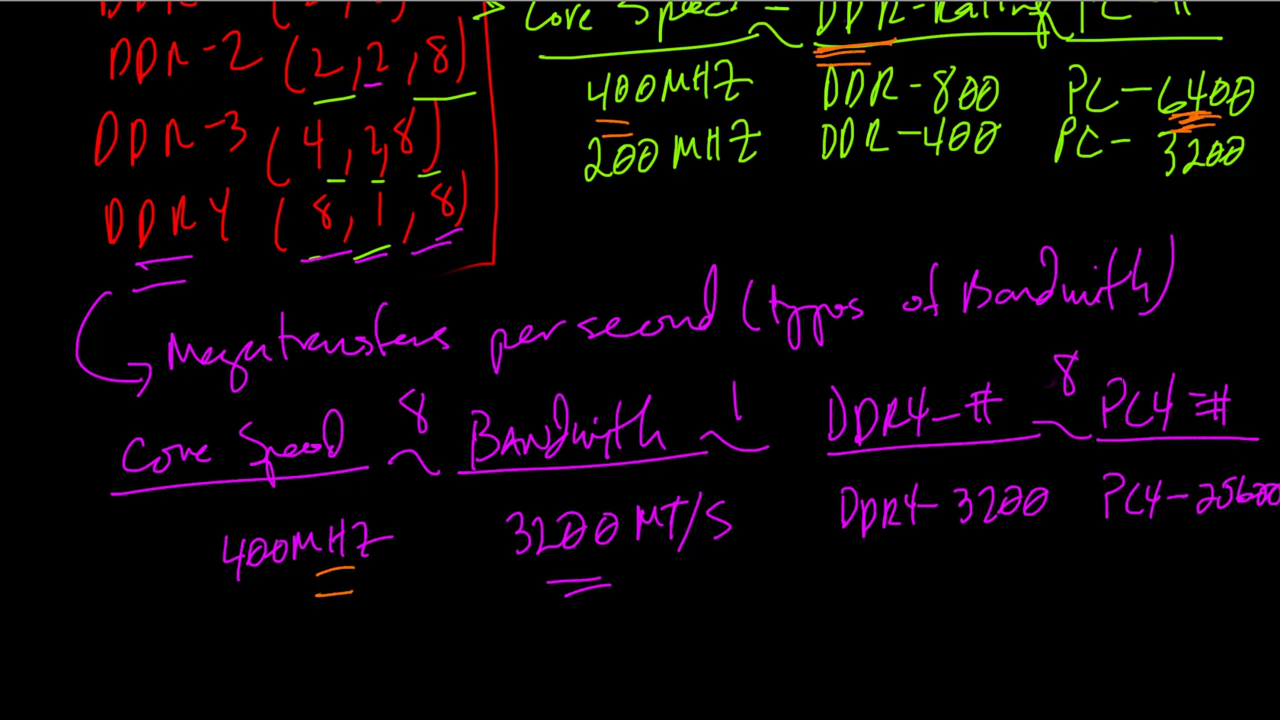 DDR-2 (2,2,8)
DDR-3 (4,2,8)
DDR4 (8,1,8)
Core Speed - DDR-Rating PC-#
400MHZ DDR-800 PC-6400
200MHZ DDR-400 PC-3200
Megatransfers per second (types of Bandwith)
Core Speed 8 Bandwith 1 DDR4-# 8 PC4-#
400MHZ 3200MT/S DDR4-3200 PC4-25600